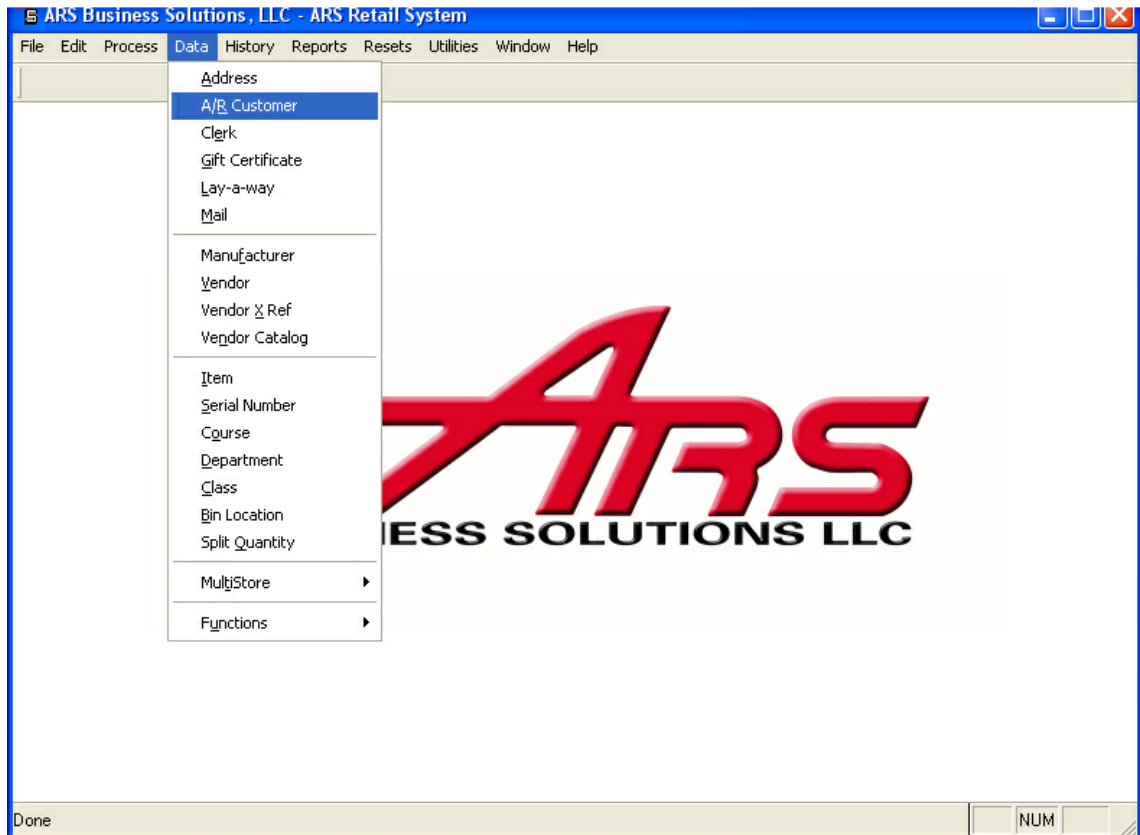 ARS Business Solutions, LLC - ARS Retail System
File Edit Process Data History Reports Resets Utilities Window Help
Address
A/R Customer
Clerk
Gift Certificate
Lay-a-way
Mail
Manufacturer
Vendor
Vendor X Ref
Vendor Catalog
Item
Serial Number
Course
Department
Class
Bin Location
Split Quantity
MultiStore
Functions
ARS
ESS SOLUTIONS LLC
Done NUM